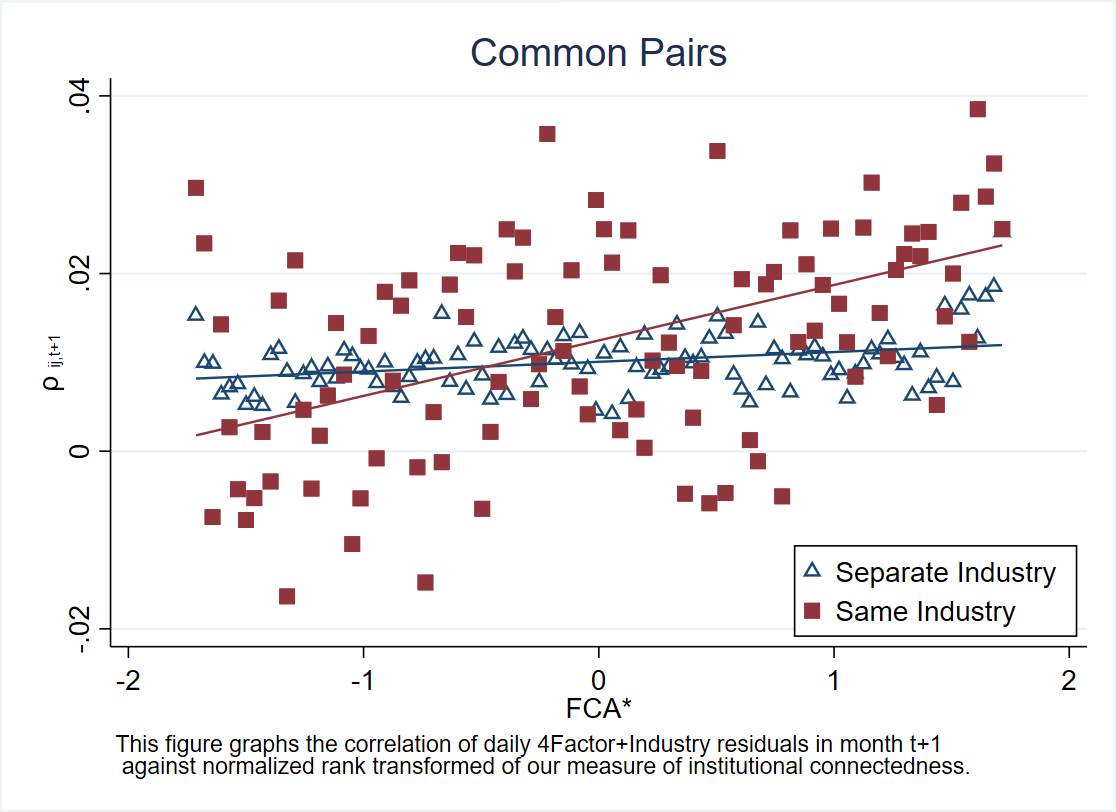 Common Pairs
.04
.02
0
-.02
ρ ij,t+1
-2 -1 0 1 2
FCA*
Separate Industry
Same Industry
This figure graphs the correlation of daily 4Factor+Industry residuals in month t+1
against normalized rank transformed of our measure of institutional connectedness.